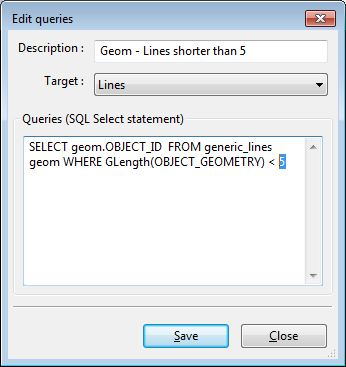 Edit queries
Description : Geom - Lines shorter than 5
Target : Lines
Queries (SQL Select statement)
SELECT geom.OBJECT_ID  FROM generic_lines
geom WHERE GLength(OBJECT_GEOMETRY) < 5
Save Close